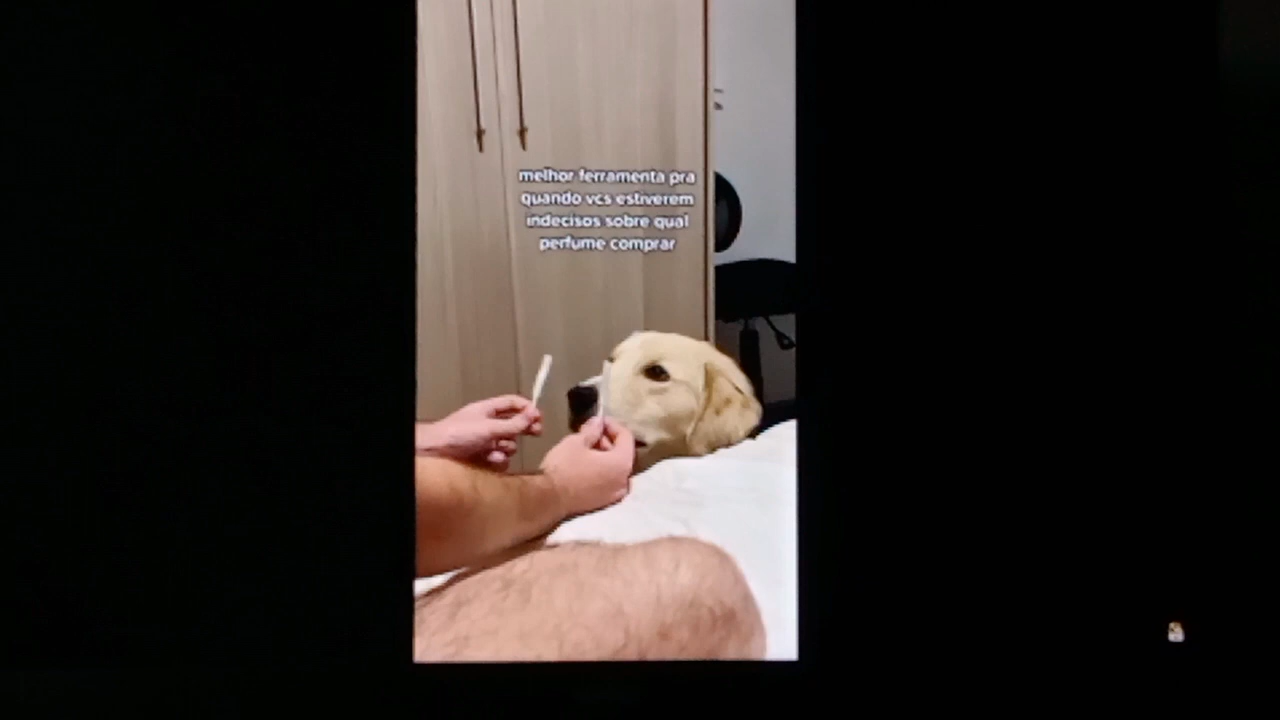 melhor ferramenta pra
quando vcs estiverem
indecisos sobre qual
perfume comprar